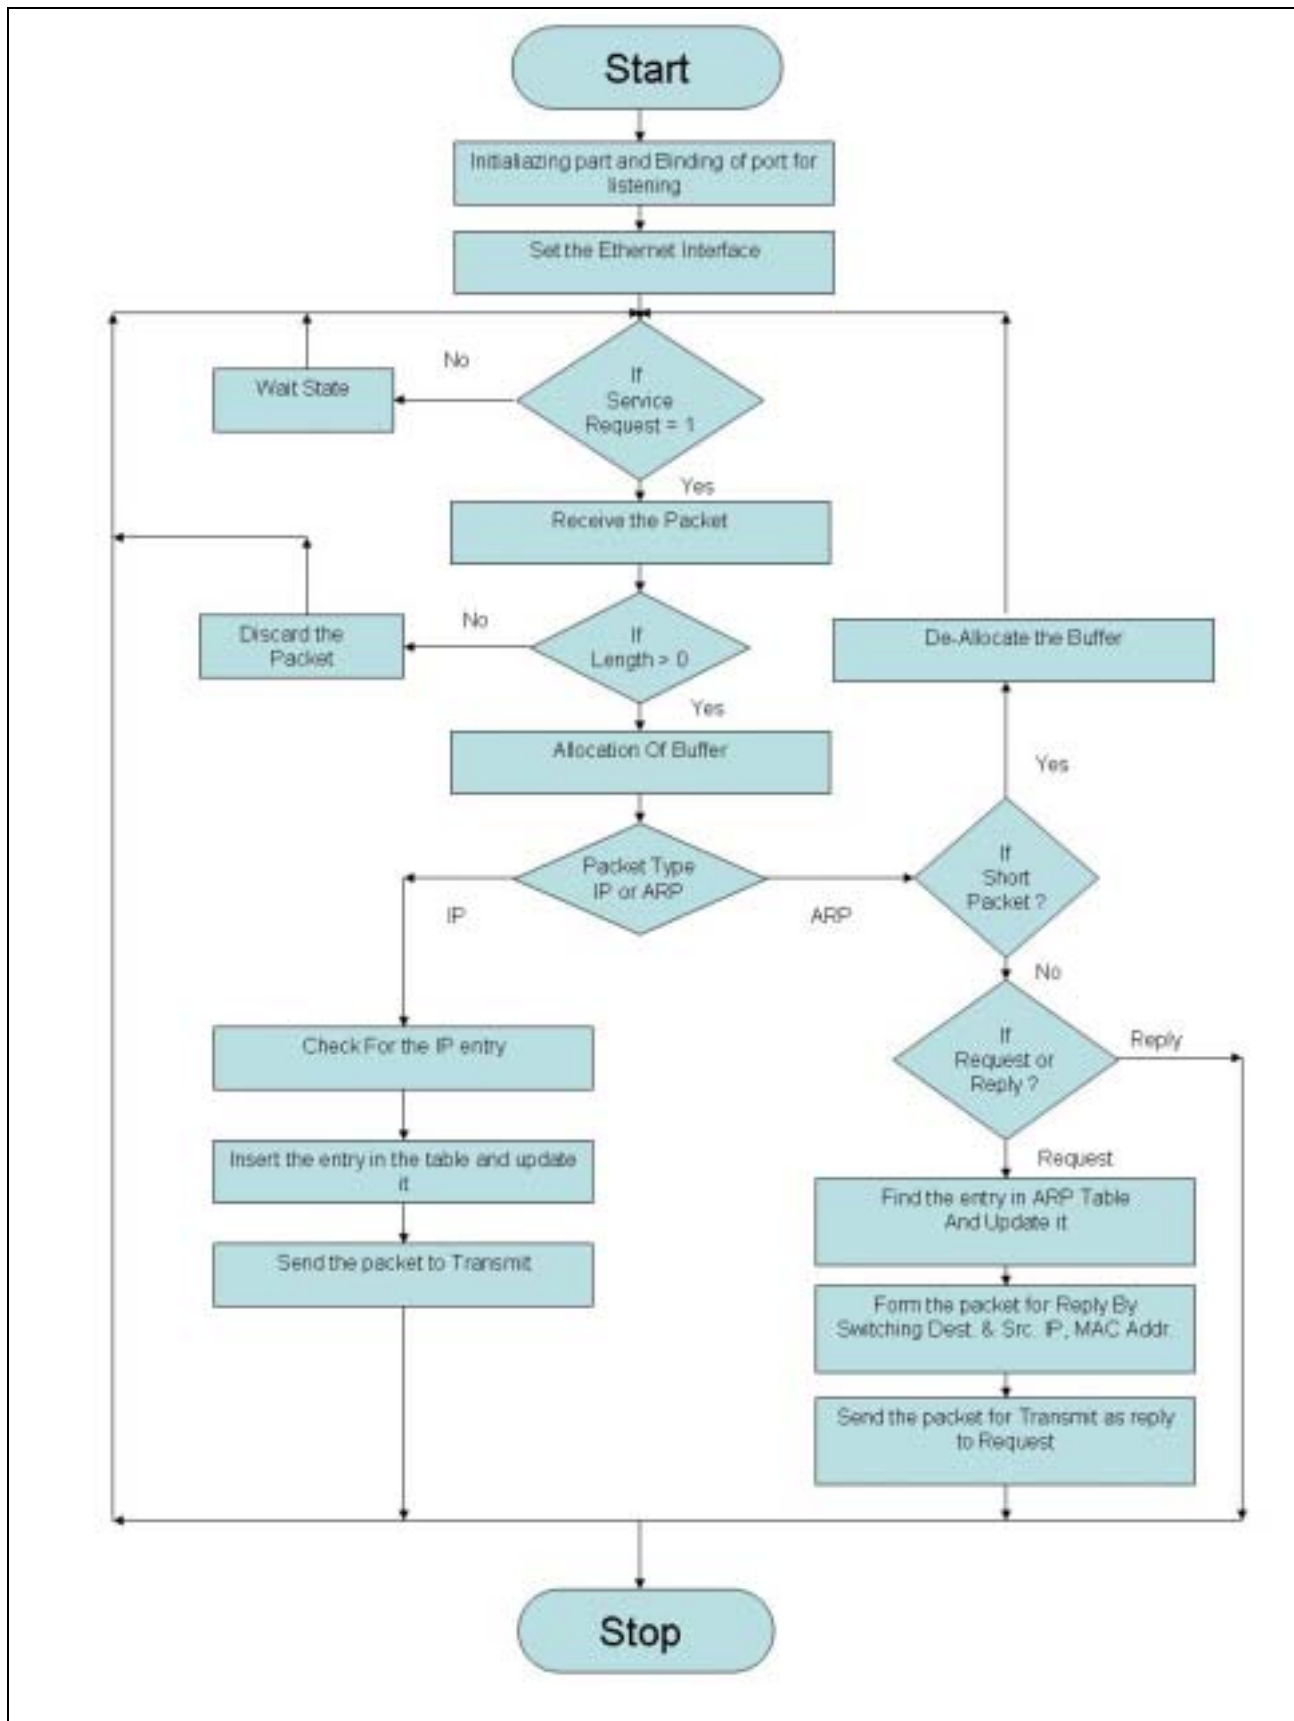 Start
Initialiazing part and Binding of port for
listening
Set the Ethernet Interface
No
Wait State
If
Service
Request = 1
Yes
Receive the Packet
No
Discard the
Packet
If
Length > 0
De-Allocate the Buffer
Yes
Allocation Of Buffer
Yes
Packet Type
IP or ARP
If
Short
Packet ?
IP
ARP
No
Check For the IP entry
If
Request or
Reply ?
Reply
Insert the entry in the table and update
it
Request
Find the entry in ARP Table
And Update it
Send the packet to Transmit
Form the packet for Reply By
Switching Dest. & Src. IP, MAC Addr.
Send the packet for Transmit as reply
to Request
Stop